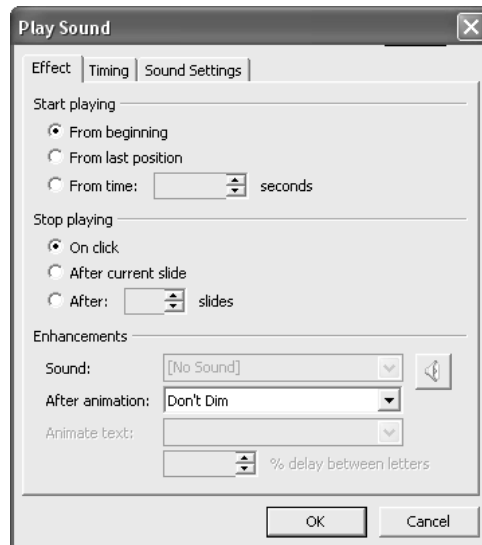 Play Sound
Effect Timing Sound Settings
Start playing
From beginning
From last position
From time: seconds
Stop playing
On click
After current slide
After: slides
Enhancements
Sound: [No Sound]
After animation: Don't Dim
Animate text:
% delay between letters
OK Cancel